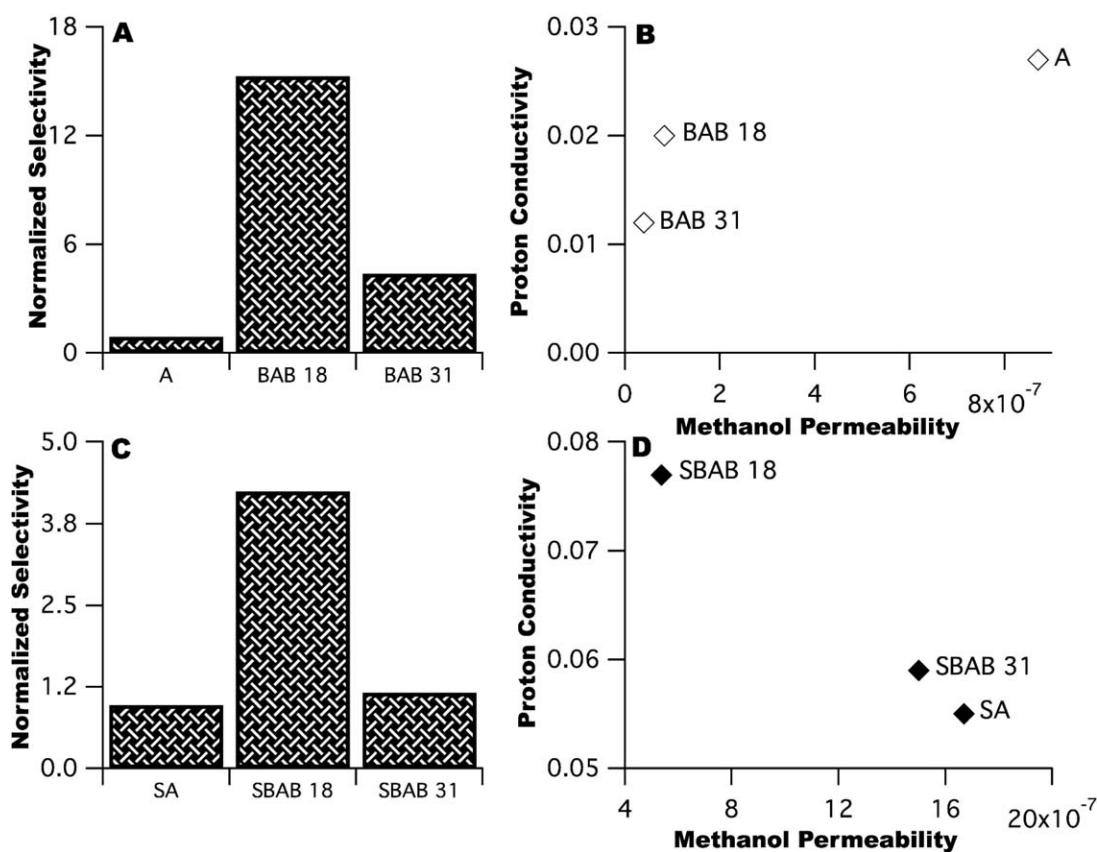 A
Normalized Selectivity
18
12
6
0
A
BAB 18
BAB 31
B
Proton Conductivity
0.03
0.02
0.01
0.00
A
BAB 18
BAB 31
0
2
4
6
8x10-7
Methanol Permeability
C
Normalized Selectivity
5.0
3.8
2.5
1.2
0.0
SA
SBAB 18
SBAB 31
D
Proton Conductivity
0.08
0.07
0.06
0.05
SBAB 18
SBAB 31
SA
4
8
12
16
20x10-7
Methanol Permeability